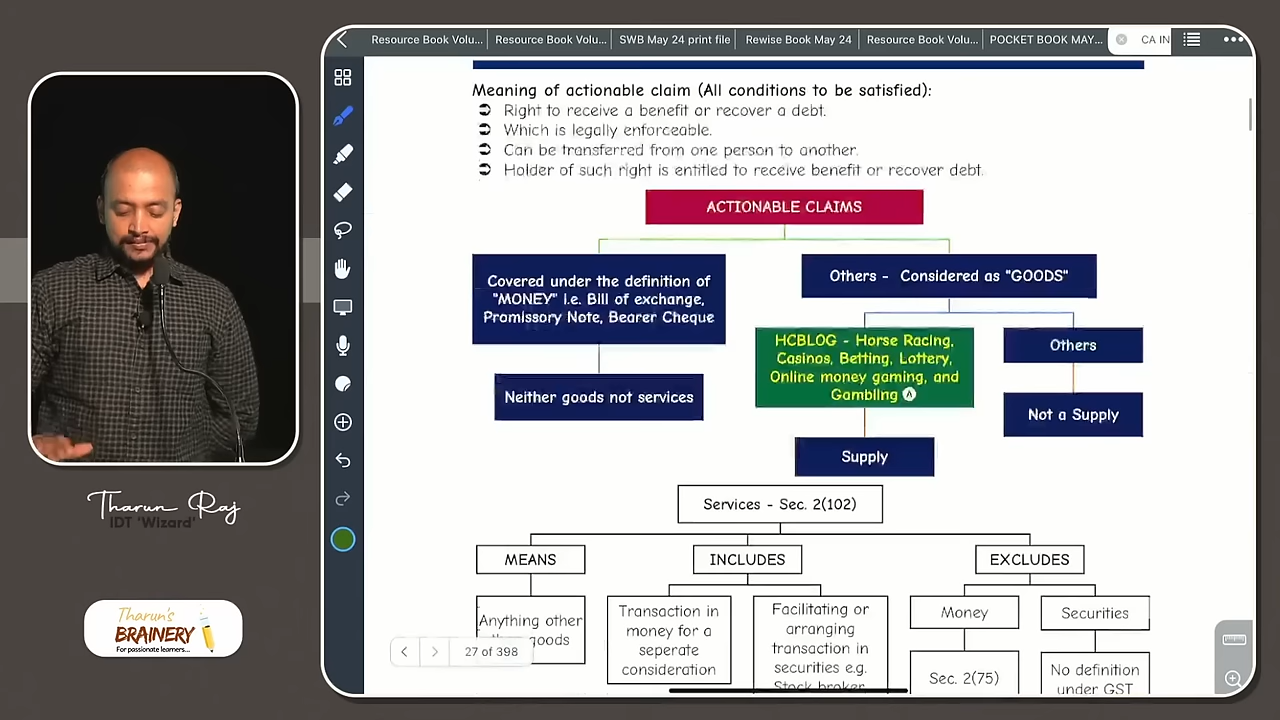 Resource Book Volu...
Resource Book Volu...
SWB May 24 print file
Rewise Book May 24
Resource Book Volu...
POCKET BOOK MAY...
CA IN
Meaning of actionable claim (All conditions to be satisfied):
Right to receive a benefit or recover a debt.
Which is legally enforceable.
Can be transferred from one person to another.
Holder of such right is entitled to receive benefit or recover debt.
ACTIONABLE CLAIMS
Covered under the definition of
"MONEY" i.e. Bill of exchange,
Promissory Note, Bearer Cheque
Others - Considered as "GOODS"
HCBLOG - Horse Racing,
Casinos, Betting, Lottery,
Online money gaming, and
Gambling
Others
Neither goods not services
Not a Supply
Supply
Services - Sec. 2(102)
MEANS
INCLUDES
EXCLUDES
Anything other
goods
Transaction in
money for a
seperate
consideration
Facilitating or
arranging
transaction in
securities e.g.
Stock broker
Money
Securities
Sec. 2(75)
No definition
under GST
27 of 398
Tharun Raj
IDT 'Wizard'
Tharun's
BRAINERY
For passionate learners...